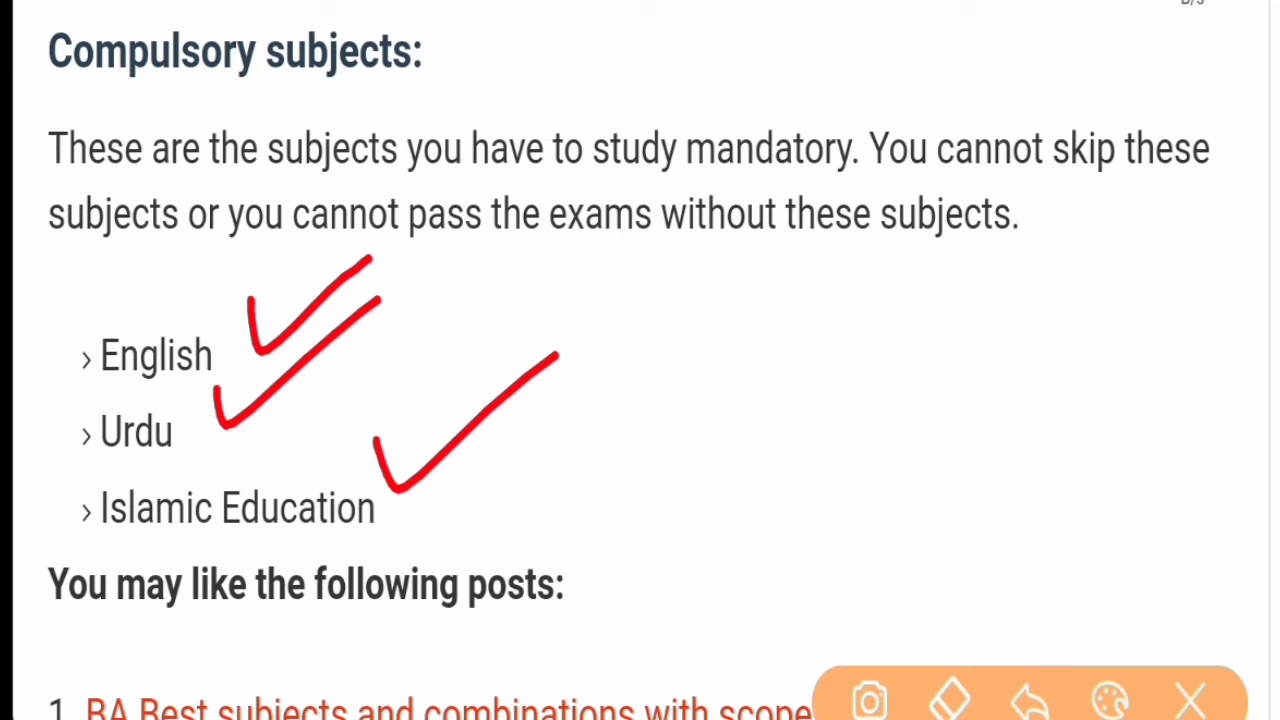 Compulsory subjects:
These are the subjects you have to study mandatory. You cannot skip these
subjects or you cannot pass the exams without these subjects.
› English
› Urdu
› Islamic Education
You may like the following posts:
1. BA Best subjects and combinations with scope